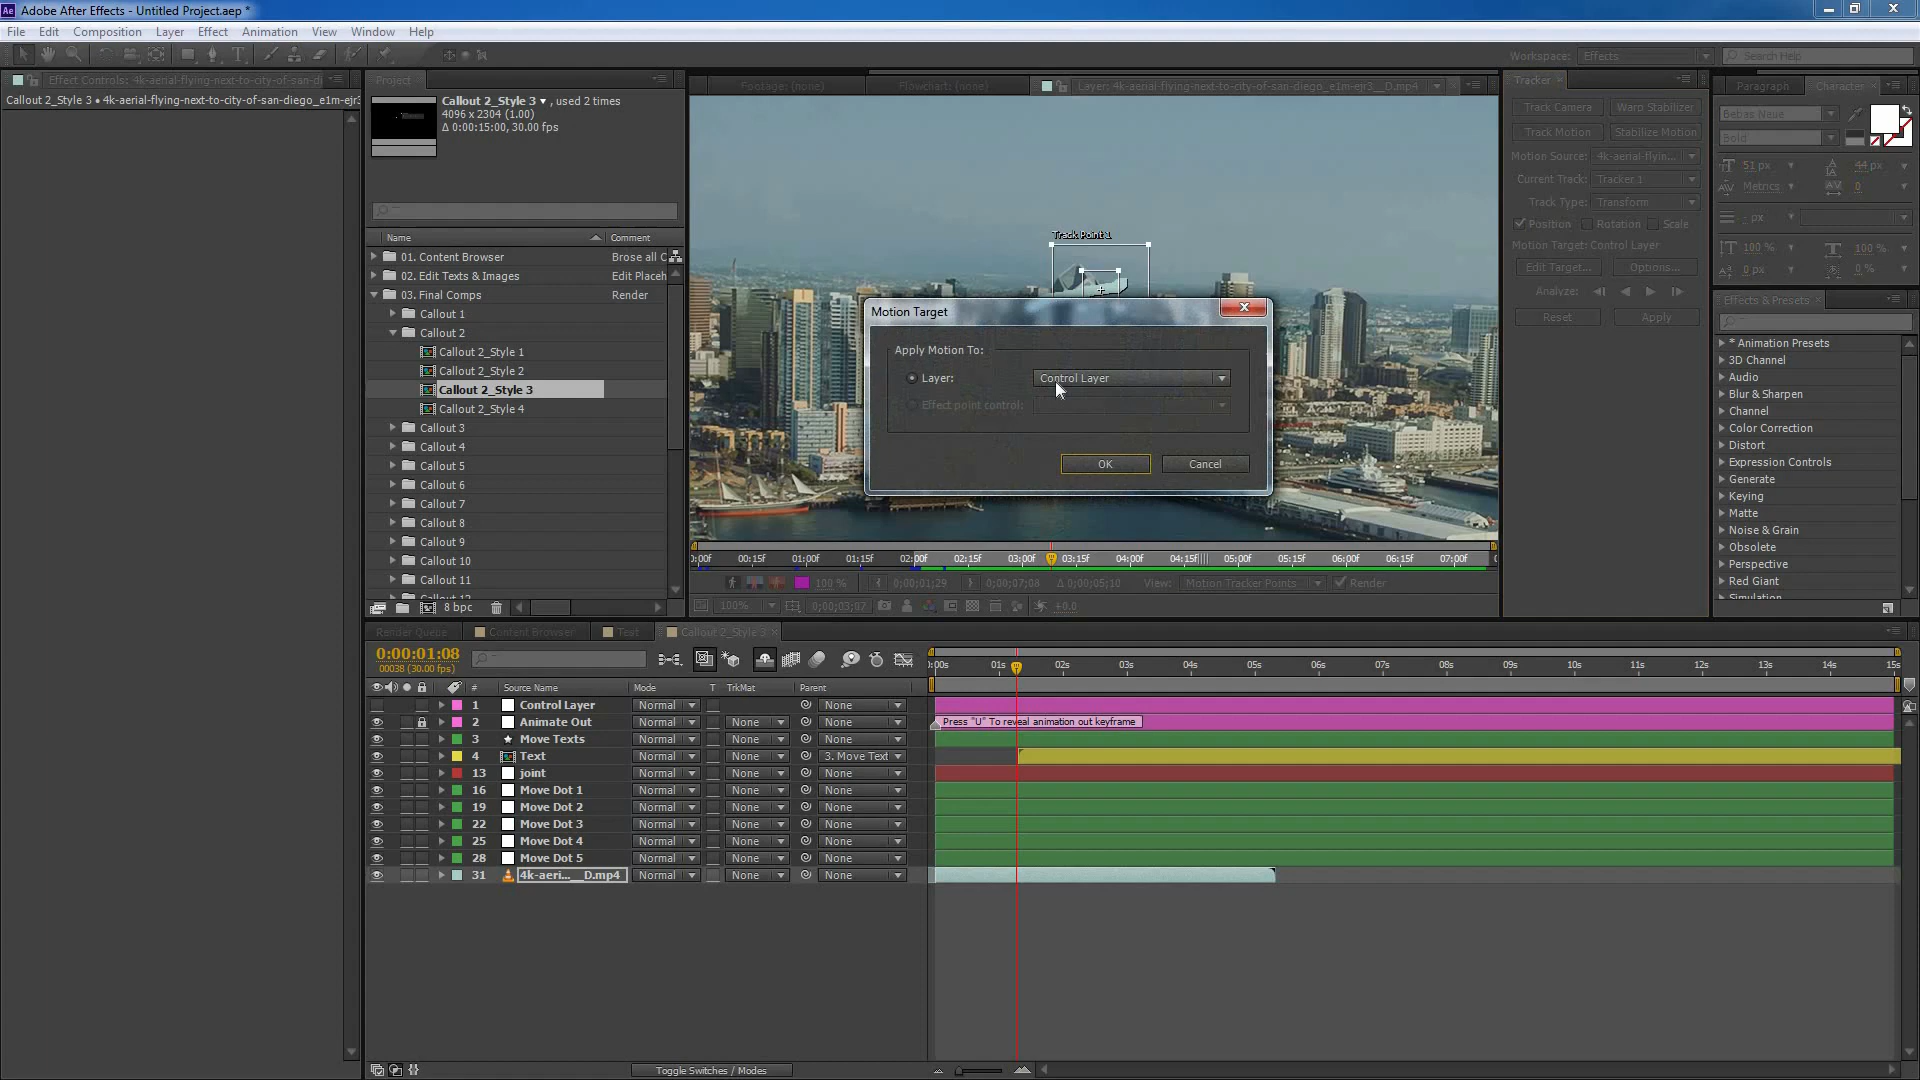 Adobe After Effects - Untitled Project.aep *
File Edit Composition Layer Effect Animation View Window Help
Workspace: Effects
Search Help
Effect Controls: 4k-aerial-flying-next-to-city-of-san-di
Callout 2_Style 3 • 4k-aerial-flying-next-to-city-of-san-diego_e1m-ejr3
Project
Callout 2_Style 3 ▾, used 2 times
4096 x 2304 (1.00)
Δ 0:00:15:00, 30.00 fps
Name Comment
01. Content Browser Brose all C
02. Edit Texts & Images Edit Placeh
03. Final Comps Render
Callout 1
Callout 2
Callout 2_Style 1
Callout 2_Style 2
Callout 2_Style 3
Callout 2_Style 4
Callout 3
Callout 4
Callout 5
Callout 6
Callout 7
Callout 8
Callout 9
Callout 10
Callout 11
Callout 12
8 bpc
Footage: (none) Flowchart: (none) Layer: 4k-aerial-flying-next-to-city-of-san-diego_e1m-ejr3__D.mp4
Track Point 1
Motion Target
Apply Motion To:
Layer: Control Layer
Effect point control:
OK Cancel
):00f 00:15f 01:00f 01:15f 02:00f 02:15f 03:00f 03:15f 04:00f 04:15f 05:00f 05:15f 06:00f 06:15f 07:00f
100 % 0;00;01;29 0;00;07;08 Δ 0;00;05;10 View: Motion Tracker Points Render
100% 0;00;03;07 +0.0
Tracker
Track Camera Warp Stabilizer
Track Motion Stabilize Motion
Motion Source: 4k-aerial-flyin...
Current Track: Tracker 1
Track Type: Transform
Position Rotation Scale
Motion Target: Control Layer
Edit Target... Options...
Analyze:
Reset Apply
Paragraph Character
Bebas Neue
Bold
51 px 44 px
Metrics 0
- px
100 % 100 %
0 px 0 %
Effects & Presets
* Animation Presets
3D Channel
Audio
Blur & Sharpen
Channel
Color Correction
Distort
Expression Controls
Generate
Keying
Matte
Noise & Grain
Obsolete
Perspective
Red Giant
Simulation
Render Queue Content Browser Test Callout 2_Style 3
0:00:01:08
00038 (30.00 fps)
:00s 01s 02s 03s 04s 05s 06s 07s 08s 09s 10s 11s 12s 13s 14s 15s
# Source Name Mode T TrkMat Parent
1 Control Layer Normal None
2 Animate Out Normal None None
Press "U" To reveal animation out keyframe
3 Move Texts Normal None None
4 Text Normal None 3. Move Text
13 joint Normal None None
16 Move Dot 1 Normal None None
19 Move Dot 2 Normal None None
22 Move Dot 3 Normal None None
25 Move Dot 4 Normal None None
28 Move Dot 5 Normal None None
31 4k-aeri...__D.mp4 Normal None None
Toggle Switches / Modes